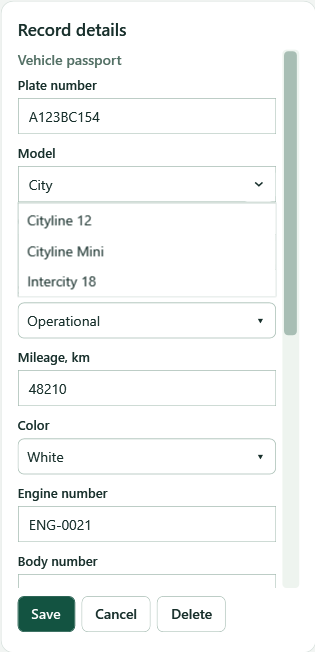 Record details
Vehicle passport
Plate number
A123BC154
Model
City
Cityline 12
Cityline Mini
Intercity 18
Operational
Mileage, km
48210
Color
White
Engine number
ENG-0021
Body number
Save Cancel Delete